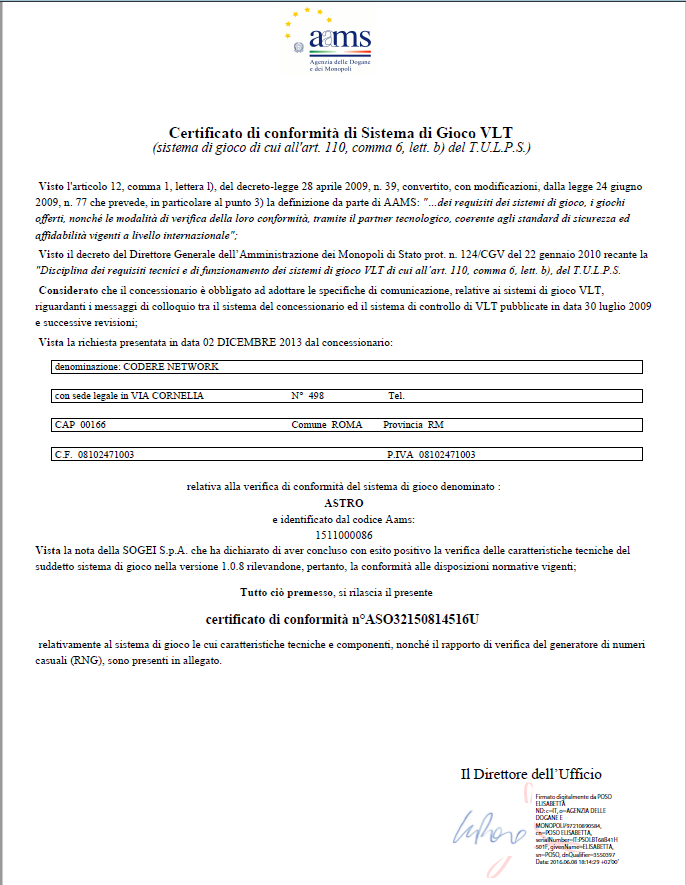 aams
Agenzia delle Dogane
e dei Monopoli
Certificato di conformità di Sistema di Gioco VLT
(sistema di gioco di cui all'art. 110, comma 6, lett. b) del T.U.L.P.S.)
Visto l'articolo 12, comma 1, lettera l), del decreto-legge 28 aprile 2009, n. 39, convertito, con modificazioni, dalla legge 24 giugno
2009, n. 77 che prevede, in particolare al punto 3) la definizione da parte di AAMS: "...dei requisiti dei sistemi di gioco, i giochi
offerti, nonché le modalità di verifica della loro conformità, tramite il partner tecnologico, coerente agli standard di sicurezza ed
affidabilità vigenti a livello internazionale";
Visto il decreto del Direttore Generale dell'Amministrazione dei Monopoli di Stato prot. n. 124/CGV del 22 gennaio 2010 recante la
"Disciplina dei requisiti tecnici e di funzionamento dei sistemi di gioco VLT di cui all'art. 110, comma 6, lett. b), del T.U.L.P.S.
Considerato che il concessionario è obbligato ad adottare le specifiche di comunicazione, relative ai sistemi di gioco VLT,
riguardanti i messaggi di colloquio tra il sistema del concessionario ed il sistema di controllo di VLT pubblicate in data 30 luglio 2009
e successive revisioni;
Vista la richiesta presentata in data 02 DICEMBRE 2013 dal concessionario:
denominazione: CODERE NETWORK
con sede legale in VIA CORNELIA N° 498 Tel.
CAP 00166 Comune ROMA Provincia RM
C.F. 08102471003 P.IVA 08102471003
relativa alla verifica di conformità del sistema di gioco denominato :
ASTRO
e identificato dal codice Aams:
1511000086
Vista la nota della SOGEI S.p.A. che ha dichiarato di aver concluso con esito positivo la verifica delle caratteristiche tecniche del
suddetto sistema di gioco nella versione 1.0.8 rilevandone, pertanto, la conformità alle disposizioni normative vigenti;
Tutto ciò premesso, si rilascia il presente
certificato di conformità n°ASO32150814516U
relativamente al sistema di gioco le cui caratteristiche tecniche e componenti, nonché il rapporto di verifica del generatore di numeri
casuali (RNG), sono presenti in allegato.
Il Direttore dell'Ufficio
Firmato digitalmente da POSO
ELISABETTA
ND: c=IT, o=AGENZIA DELLE
DOGANE E
MONOPOLI/97210890584,
cn=POSO ELISABETTA,
serialNumber=IT:PSOLBT68B41H
501F, givenName=ELISABETTA,
sn=POSO, dnQualifier=3550397
Data: 2016.06.08 18:14:29 +02'00'